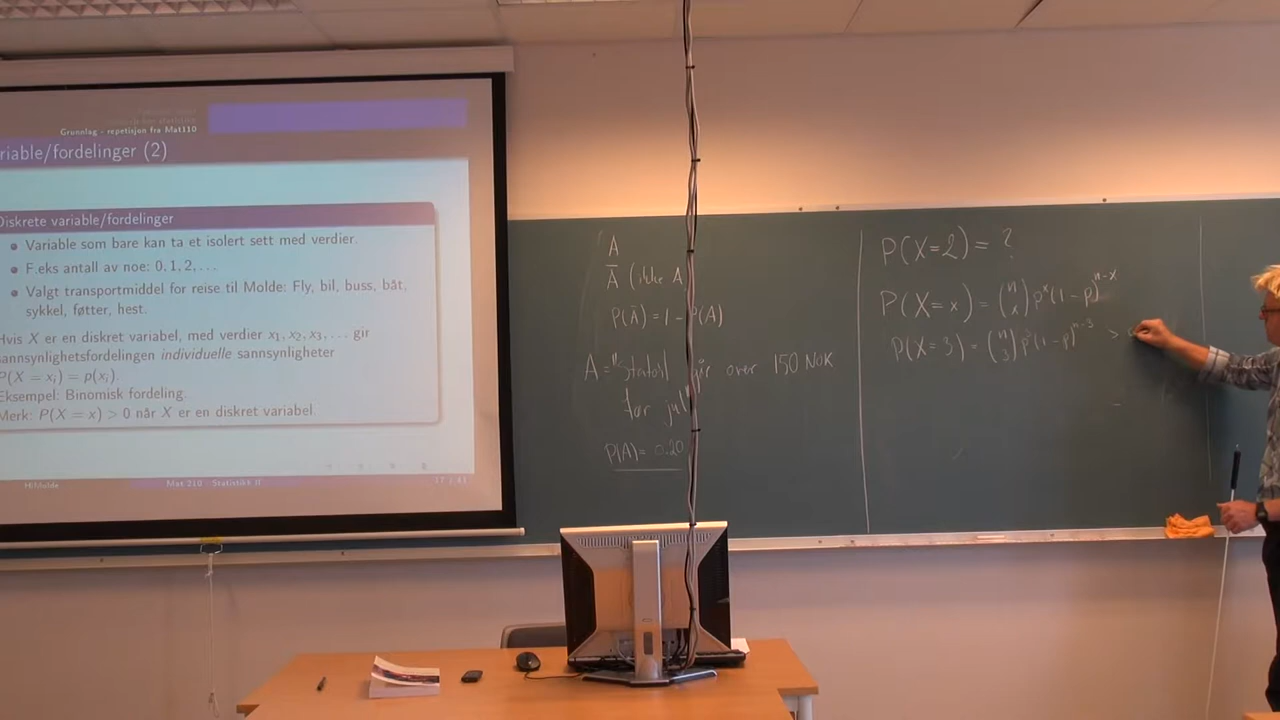 Grunnlag - repetisjon fra Mat110
riable/fordelinger (2)
Diskrete variable/fordelinger
Variable som bare kan ta et isolert sett med verdier.
F.eks antall av noe: 0, 1, 2, . . .
Valgt transportmiddel for reise til Molde: Fly, bil, buss, båt,
sykkel, føtter, hest.
Hvis X er en diskret variabel, med verdier x₁, x₂, x₃, . . . gir
sannsynlighetsfordelingen individuelle sannsynligheter
P(X = xᵢ) = p(xᵢ).
Eksempel: Binomisk fordeling.
Merk: P(X = x) > 0 når X er en diskret variabel.
HiMolde Mat 210 - Statistikk II 17 / 41
A
Ā (ikke A
P(Ā) = 1 - P(A)
A = "Statoil går over 150 NOK
før jul"
P(A) = 0.20
P(X=2) = ?
P(X=x) = (n x) pˣ(1-p)ⁿ⁻ˣ
P(X=3) = (n 3) p³(1-p)ⁿ⁻³ >